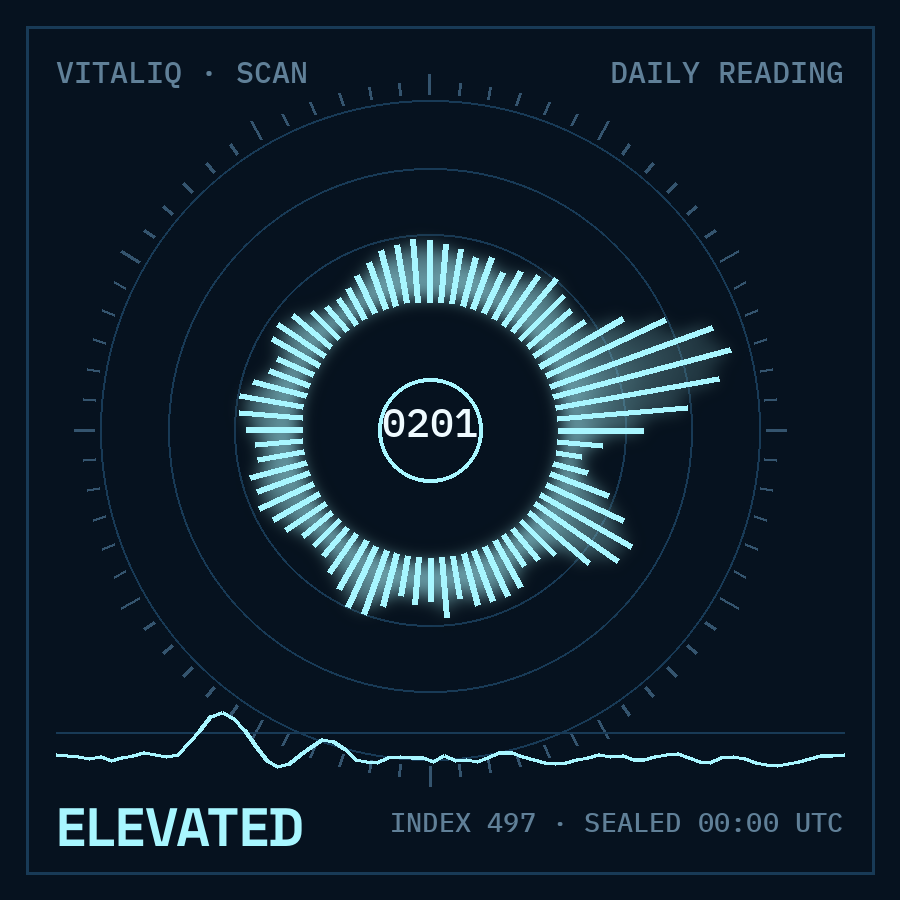 VITALIQ · SCAN
DAILY READING
0201
ELEVATED
INDEX 497 · SEALED 00:00 UTC